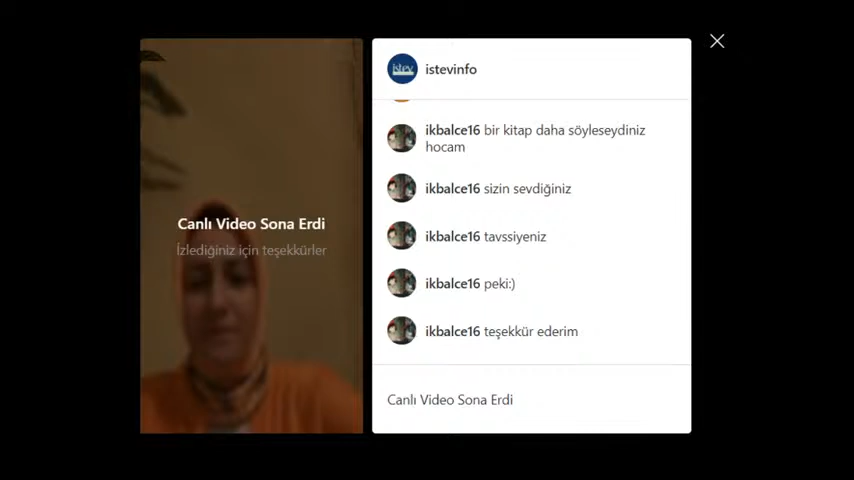 istev
istevinfo
ikbalce16 bir kitap daha söyleseydiniz
hocam
ikbalce16 sizin sevdiğiniz
ikbalce16 tavssiyeniz
ikbalce16 peki:)
ikbalce16 teşekkür ederim
Canlı Video Sona Erdi
Canlı Video Sona Erdi
İzlediğiniz için teşekkürler